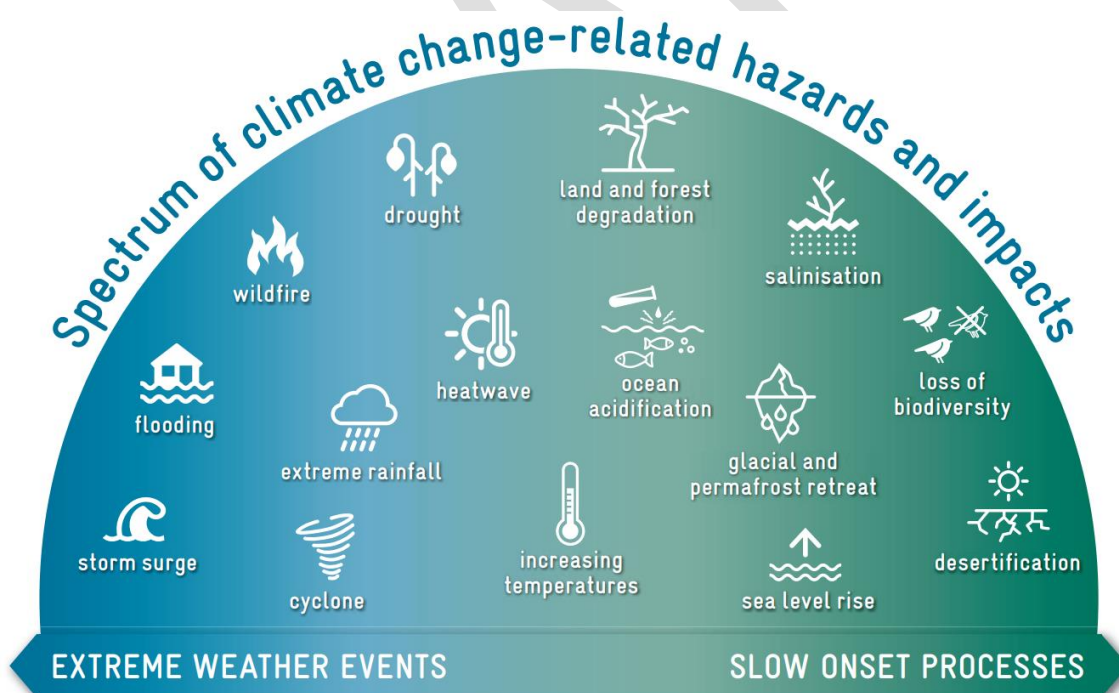 Spectrum of climate change-related hazards and impacts
drought
land and forest
degradation
wildfire
salinisation
heatwave
ocean
acidification
loss of
biodiversity
flooding
extreme rainfall
glacial and
permafrost retreat
storm surge
cyclone
increasing
temperatures
sea level rise
desertification
EXTREME WEATHER EVENTS
SLOW ONSET PROCESSES